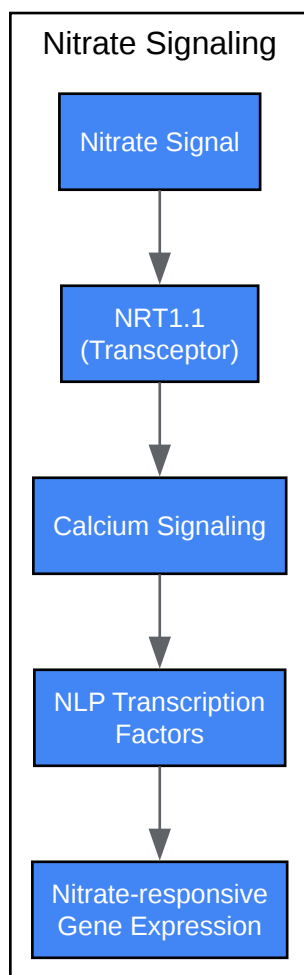 Nitrate Signaling
Nitrate Signal
NRT1.1
(Transceptor)
Calcium Signaling
NLP Transcription
Factors
Nitrate-responsive
Gene Expression